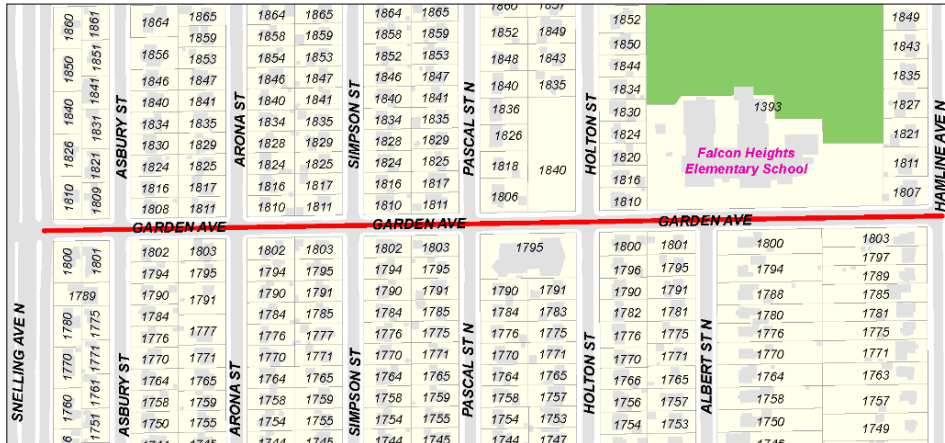 1864 1865 1864 1865 1864 1865 1860 1852 1849
1860 1861 1859 1858 1859 1858 1859 1852 1849 1850 1843
1850 1851 1856 1853 1854 1853 1852 1853 1848 1843 1844 1835
1841 1846 1847 1846 1847 1846 1847 1840 1835 1834
1840 1840 1841 1840 1841 1840 1841 1836 1830 1393 1827
1831 1834 1835 1834 1835 1834 1835 1826 1824 1821
1826 1821 1830 1829 1828 1829 1828 1829 1820
Falcon Heights
Elementary School
1824 1825 1824 1825 1824 1825 1818 1840 1816 1811
1810 1809 1816 1817 1816 1817 1816 1817 1806 1810 1807
1808 1811 1810 1811 1810 1811
ASBURY ST
ARONA ST
SIMPSON ST
PASCAL ST N
HOLTON ST
HAMLINE AVE N
GARDEN AVE
GARDEN AVE
GARDEN AVE
1800 1801 1802 1803 1802 1803 1802 1803 1795 1800 1801 1800 1803
1794 1795 1794 1795 1794 1795 1796 1795 1794 1797
1789
1789 1790 1791 1790 1791 1790 1791 1790 1791 1790 1791 1788 1785
1780 1775 1784 1784 1785 1784 1785 1784 1783 1782 1781 1780 1781
1776 1777 1776 1777 1776 1775 1776 1775 1776 1775 1776 1775
1770 1771 1770 1771 1770 1771 1770 1771 1770 1771 1770 1771 1770 1771
1760 1761 1764 1765 1764 1765 1764 1765 1764 1765 1766 1765 1764 1763
1758 1759 1758 1759 1758 1759 1758 1757 1756 1757 1758 1757
1751 1750 1755 1754 1755 1754 1755 1754 1753 1754 1753 1750 1749
SNELLING AVE N
ASBURY ST
ARONA ST
SIMPSON ST
PASCAL ST N
HOLTON ST
ALBERT ST N